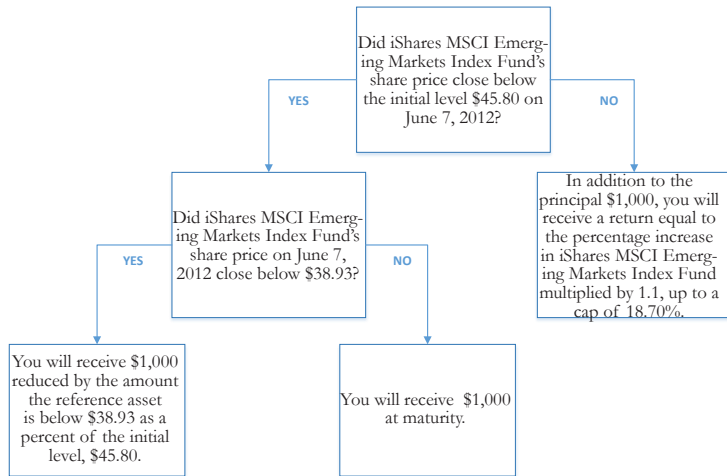 Did iShares MSCI Emerg-
ing Markets Index Fund's
share price close below
the initial level $45.80 on
June 7, 2012?
YES
NO
Did iShares MSCI Emerg-
ing Markets Index Fund's
share price on June 7,
2012 close below $38.93?
In addition to the
principal $1,000, you will
receive a return equal to
the percentage increase
in iShares MSCI Emerg-
ing Markets Index Fund
multiplied by 1.1, up to a
cap of 18.70%.
YES
NO
You will receive $1,000
reduced by the amount
the reference asset
is below $38.93 as a
percent of the initial
level, $45.80.
You will receive $1,000
at maturity.